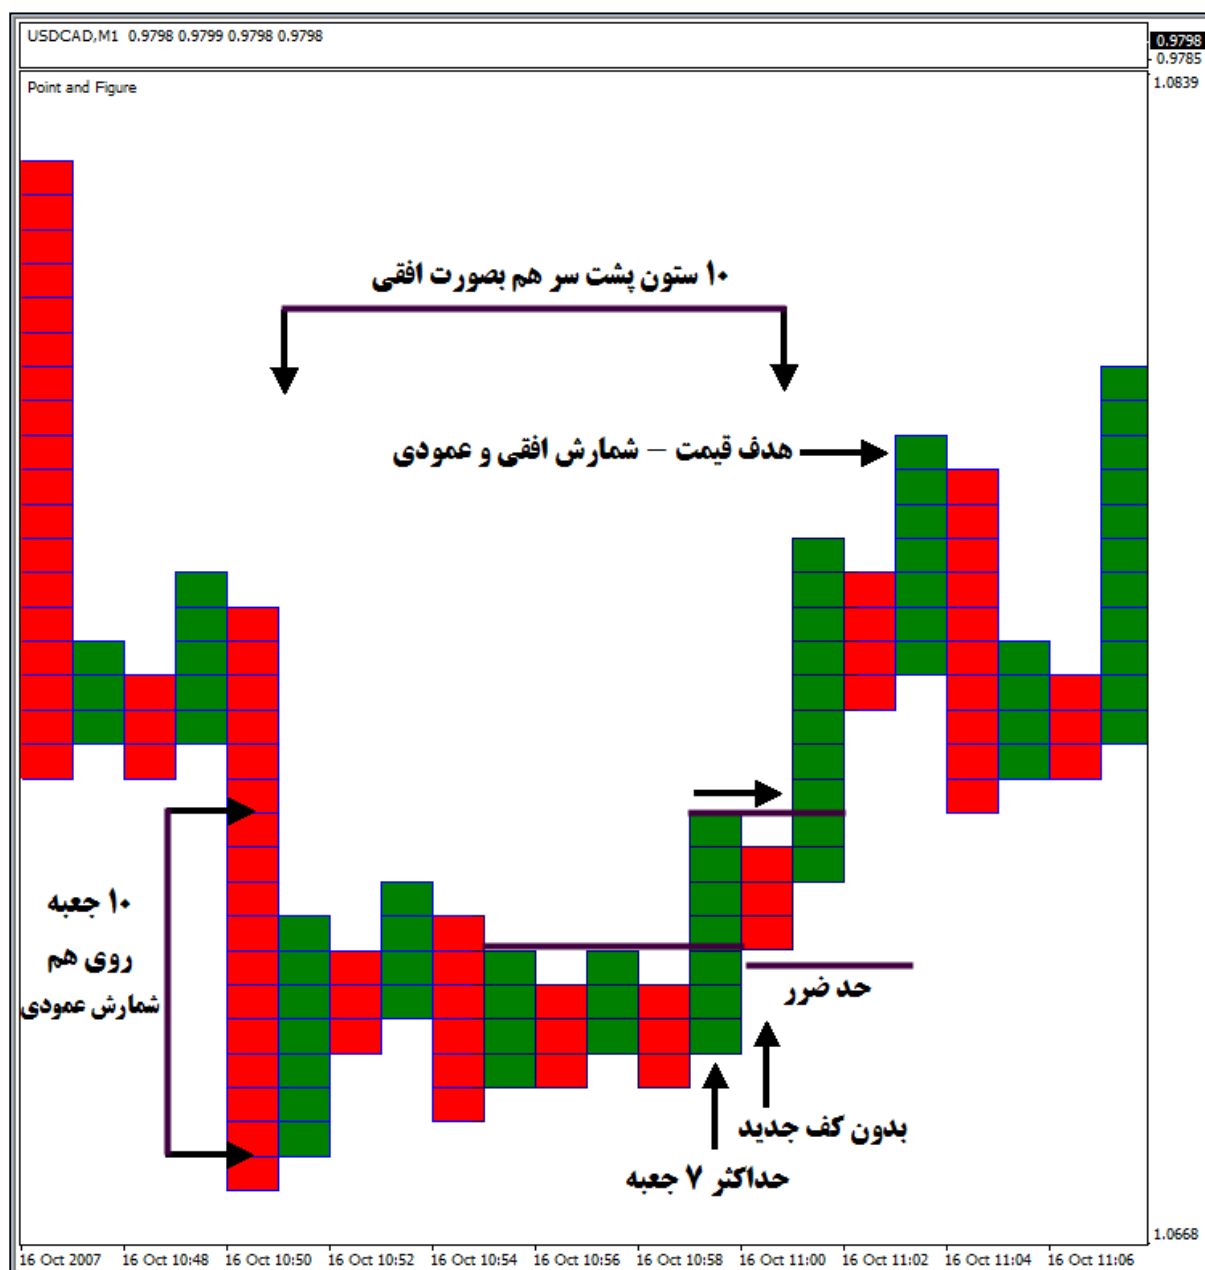 USDCAD,M1 0.9798 0.9799 0.9798 0.9798
0.9798
0.9785
Point and Figure
1.0839
۱۰ ستون پشت سر هم بصورت افقی
هدف قیمت – شمارش افقی و عمودی
۱۰ جعبه
روی هم
شمارش عمودی
حد ضرر
بدون کف جدید
حداکثر ۷ جعبه
1.0668
16 Oct 2007 16 Oct 10:48 16 Oct 10:50 16 Oct 10:52 16 Oct 10:54 16 Oct 10:56 16 Oct 10:58 16 Oct 11:00 16 Oct 11:02 16 Oct 11:04 16 Oct 11:06